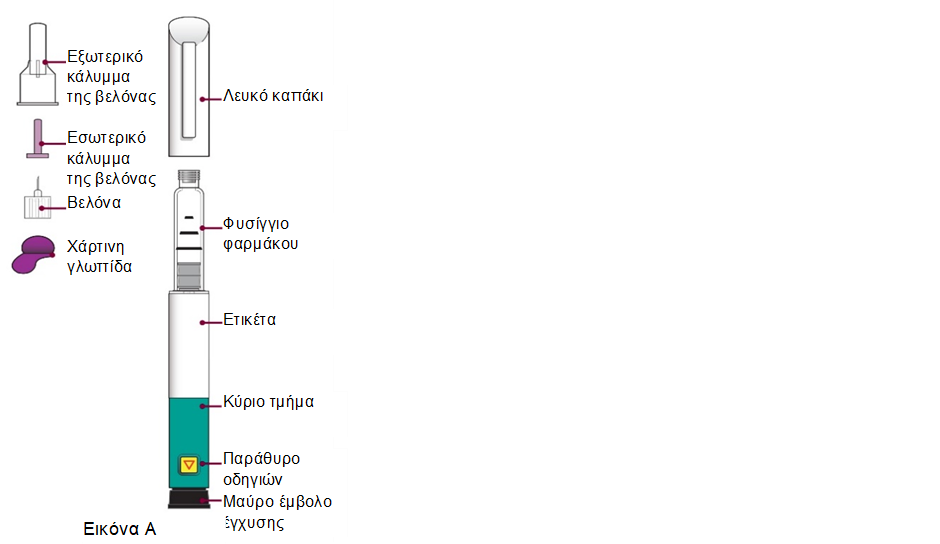 Εξωτερικό
κάλυμμα
της βελόνας
Εσωτερικό
κάλυμμα
της βελόνας
Βελόνα
Χάρτινη
γλωττίδα
Λευκό καπάκι
Φυσίγγιο
φαρμάκου
Ετικέτα
Κύριο τμήμα
Παράθυρο
οδηγιών
Μαύρο έμβολο
έγχυσης
Εικόνα Α